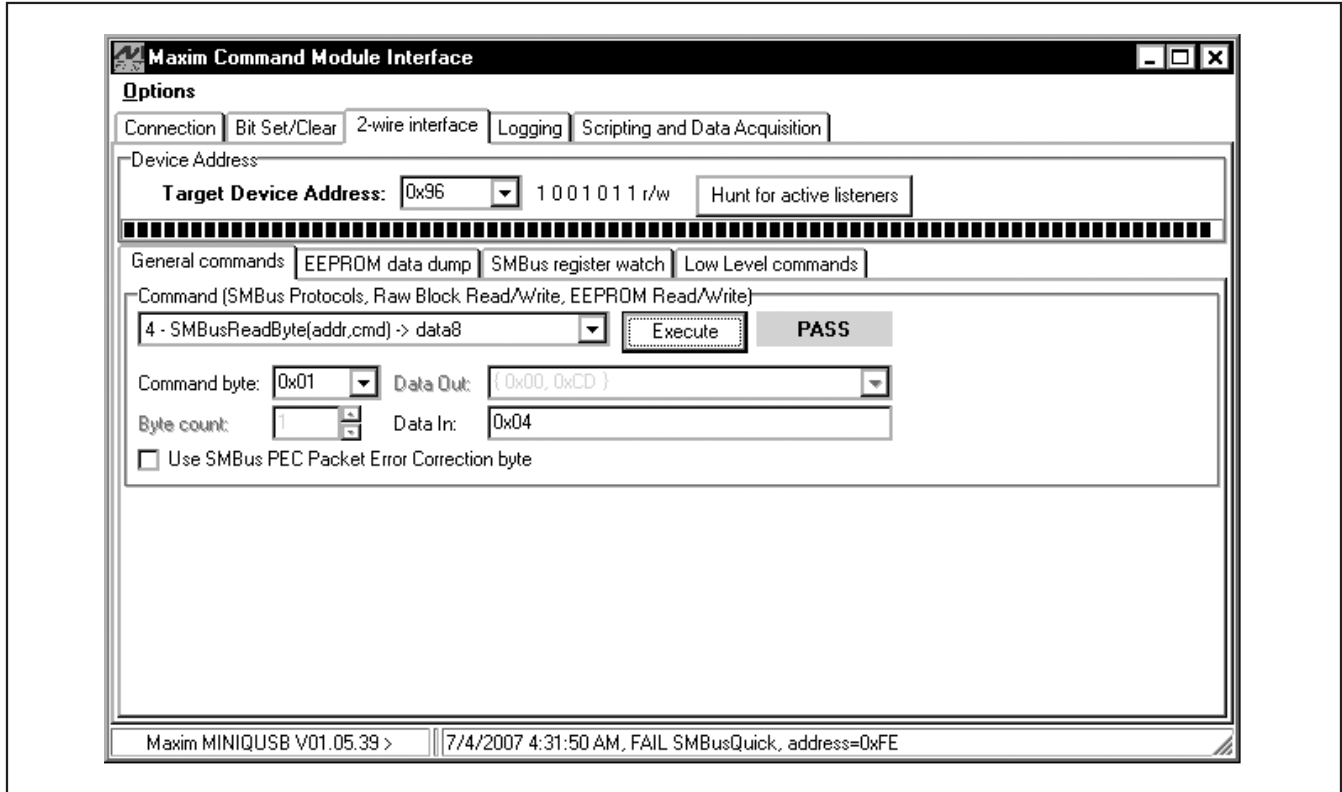 Maxim Command Module Interface
Options
Connection Bit Set/Clear 2-wire interface Logging Scripting and Data Acquisition
Device Address
Target Device Address: 0x96 1 0 0 1 0 1 1 r/w Hunt for active listeners
General commands EEPROM data dump SMBus register watch Low Level commands
Command (SMBus Protocols, Raw Block Read/Write, EEPROM Read/Write)
4 - SMBusReadByte(addr,cmd) -> data8 Execute PASS
Command byte: 0x01 Data Out: { 0x00, 0xCD }
Byte count: 1 Data In: 0x04
Use SMBus PEC Packet Error Correction byte
Maxim MINIQUSB V01.05.39 > 7/4/2007 4:31:50 AM, FAIL SMBusQuick, address=0xFE